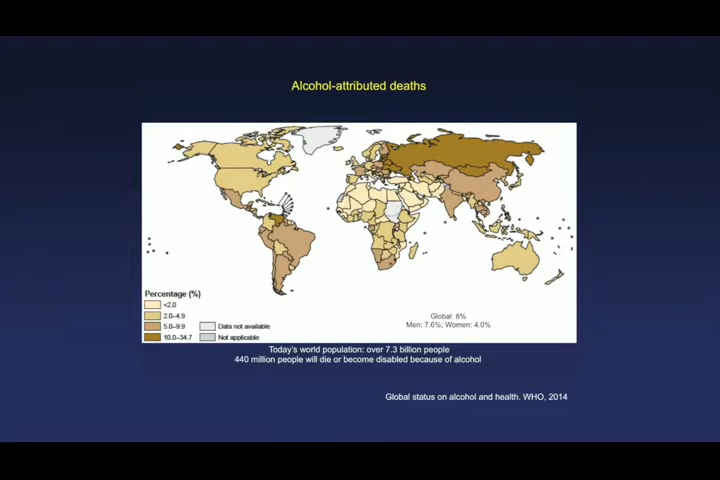 Alcohol-attributed deaths
Percentage (%)
<2.0
2.0–4.9
5.0–9.9
10.0–34.7
Data not available
Not applicable
Global: 6%
Men: 7.6%; Women: 4.0%
Today's world population: over 7.3 billion people
440 million people will die or become disabled because of alcohol
Global status on alcohol and health. WHO, 2014